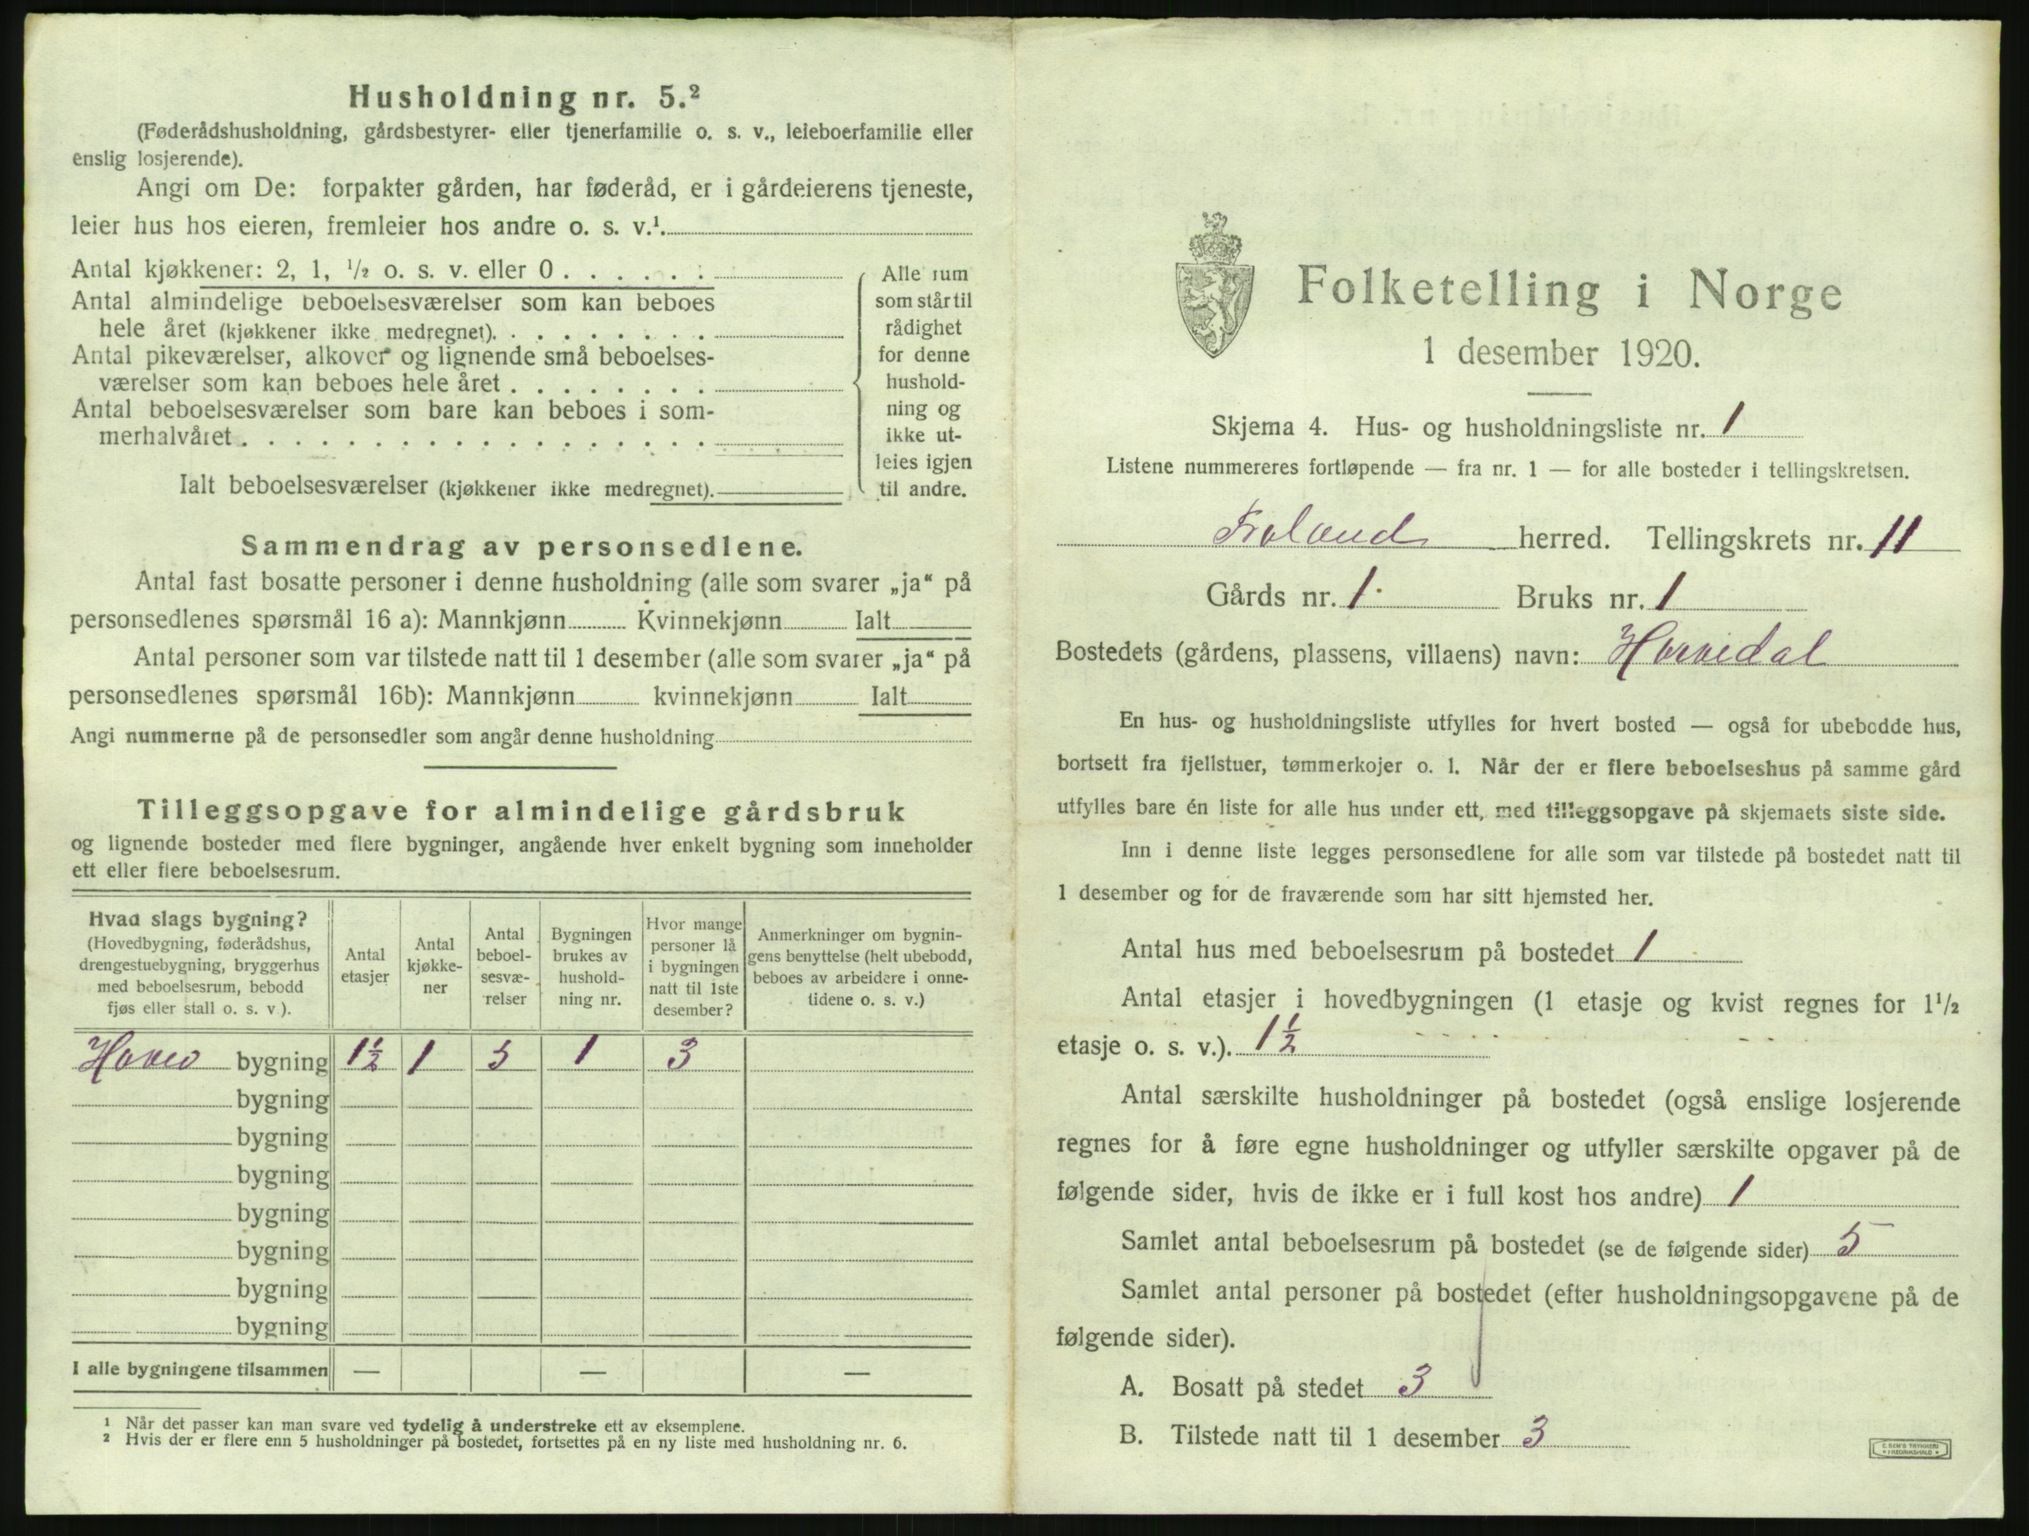 Husholdning nr. 5.²
(Føderådshusholdning, gårdsbestyrer- eller tjenerfamilie o. s. v., leieboerfamilie eller
enslig losjerende).
Angi om De: forpakter gården, har føderåd, er i gårdeierens tjeneste,
leier hus hos eieren, fremleier hos andre o. s. v.¹
Antal kjøkkener: 2, 1, ½ o. s. v. eller 0 . . . . . .
Antal almindelige beboelsesværelser som kan beboes
hele året (kjøkkener ikke medregnet). . . . . . . . .
Antal pikeværelser, alkover og lignende små beboelses-
værelser som kan beboes hele året . . . . . . . .
Antal beboelsesværelser som bare kan beboes i som-
merhalvåret . . . . . . . . . . . . . . . . . .
Ialt beboelsesværelser (kjøkkener ikke medregnet).
Alle rum
som står til
rådighet
for denne
hushold-
ning og
ikke ut-
leies igjen
til andre.
Sammendrag av personsedlene.
Antal fast bosatte personer i denne husholdning (alle som svarer „ja“ på
personsedlenes spørsmål 16 a): Mannkjønn Kvinnekjønn Ialt
Antal personer som var tilstede natt til 1 desember (alle som svarer „ja“ på
personsedlenes spørsmål 16b): Mannkjønn kvinnekjønn Ialt
Angi nummerne på de personsedler som angår denne husholdning
Tilleggsopgave for almindelige gårdsbruk
og lignende bosteder med flere bygninger, angående hver enkelt bygning som inneholder
ett eller flere beboelsesrum.
Hvad slags bygning?
(Hovedbygning, føderådshus,
drengestuebygning, bryggerhus
med beboelsesrum, bebodd
fjøs eller stall o. s. v.).
Antal
etasjer
Antal
kjøkke-
ner
Antal
beboel-
sesvæ-
relser
Bygningen
brukes av
hushold-
ning nr.
Hvor mange
personer lå
i bygningen
natt til 1ste
desember?
Anmerkninger om bygnin-
gens benyttelse (helt ubebodd,
beboes av arbeidere i onne-
tidene o. s. v.)
Hoved bygning 1½ 1 5 1 3
bygning
bygning
bygning
bygning
bygning
bygning
bygning
I alle bygningene tilsammen — — —
¹ Når det passer kan man svare ved tydelig å understreke ett av eksemplene.
² Hvis der er flere enn 5 husholdninger på bostedet, fortsettes på en ny liste med husholdning nr. 6.
Folketelling i Norge
1 desember 1920.
Skjema 4. Hus- og husholdningsliste nr. 1
Listene nummereres fortløpende — fra nr. 1 — for alle bosteder i tellingskretsen.
Froland herred. Tellingskrets nr. 11
Gårds nr. 1. Bruks nr. 1
Bostedets (gårdens, plassens, villaens) navn: Hovedal
En hus- og husholdningsliste utfylles for hvert bosted — også for ubebodde hus,
bortsett fra fjellstuer, tømmerkojer o. l. Når der er flere beboelseshus på samme gård
utfylles bare én liste for alle hus under ett, med tilleggsopgave på skjemaets siste side.
Inn i denne liste legges personsedlene for alle som var tilstede på bostedet natt til
1 desember og for de fraværende som har sitt hjemsted her.
Antal hus med beboelsesrum på bostedet 1
Antal etasjer i hovedbygningen (1 etasje og kvist regnes for 1½
etasje o. s. v.). 1½
Antal særskilte husholdninger på bostedet (også enslige losjerende
regnes for å føre egne husholdninger og utfyller særskilte opgaver på de
følgende sider, hvis de ikke er i full kost hos andre) 1
Samlet antal beboelsesrum på bostedet (se de følgende sider) 5
Samlet antal personer på bostedet (efter husholdningsopgavene på de
følgende sider).
A. Bosatt på stedet 3
B. Tilstede natt til 1 desember 3